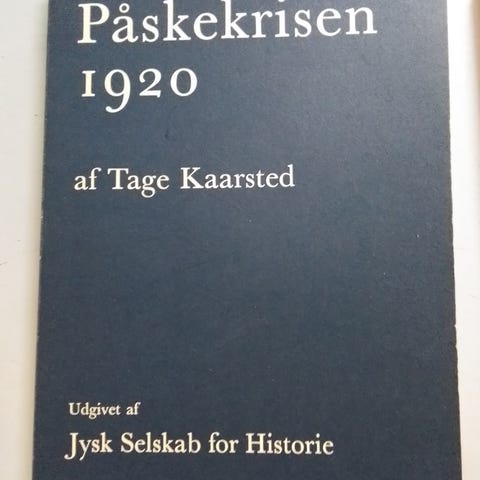 Påskekrisen
1920
af Tage Kaarsted
Udgivet af
Jysk Selskab for Historie